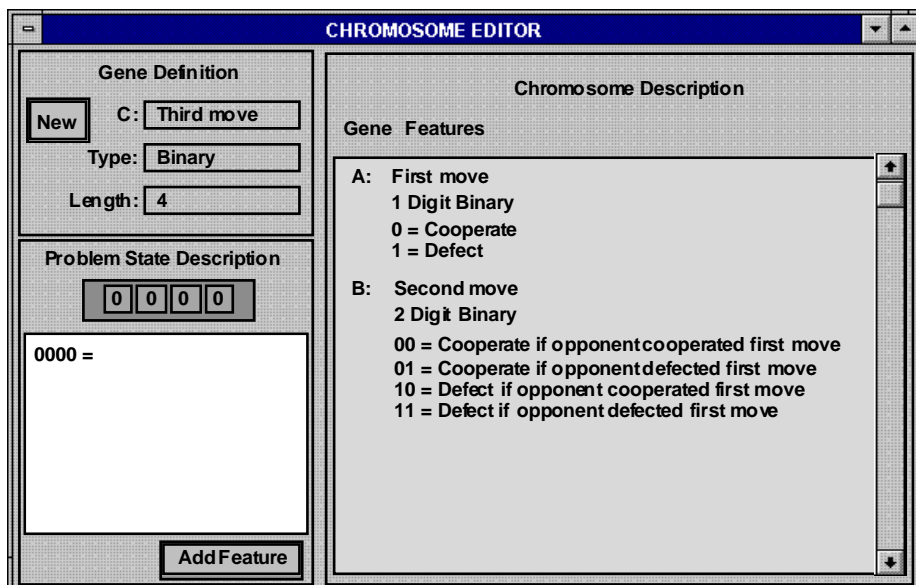 CHROMOSOME EDITOR
Gene Definition
New
C: Third move
Type: Binary
Length: 4
Problem State Description
0 0 0 0
0000 =
Add Feature
Chromosome Description
Gene Features
A: First move
1 Digit Binary
0 = Cooperate
1 = Defect
B: Second move
2 Digit Binary
00 = Cooperate if opponent cooperated first move
01 = Cooperate if opponent defected first move
10 = Defect if opponent cooperated first move
11 = Defect if opponent defected first move